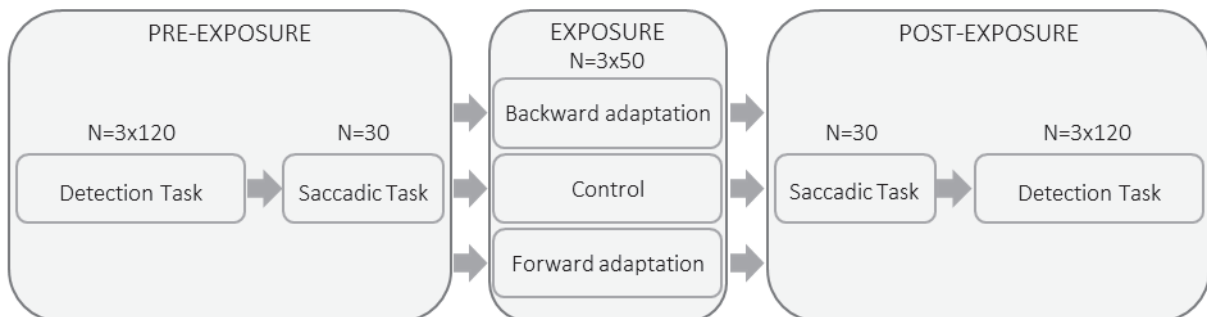 PRE-EXPOSURE
N=3x120
N=30
Detection Task
Saccadic Task
EXPOSURE
N=3x50
Backward adaptation
Control
Forward adaptation
POST-EXPOSURE
N=30
N=3x120
Saccadic Task
Detection Task